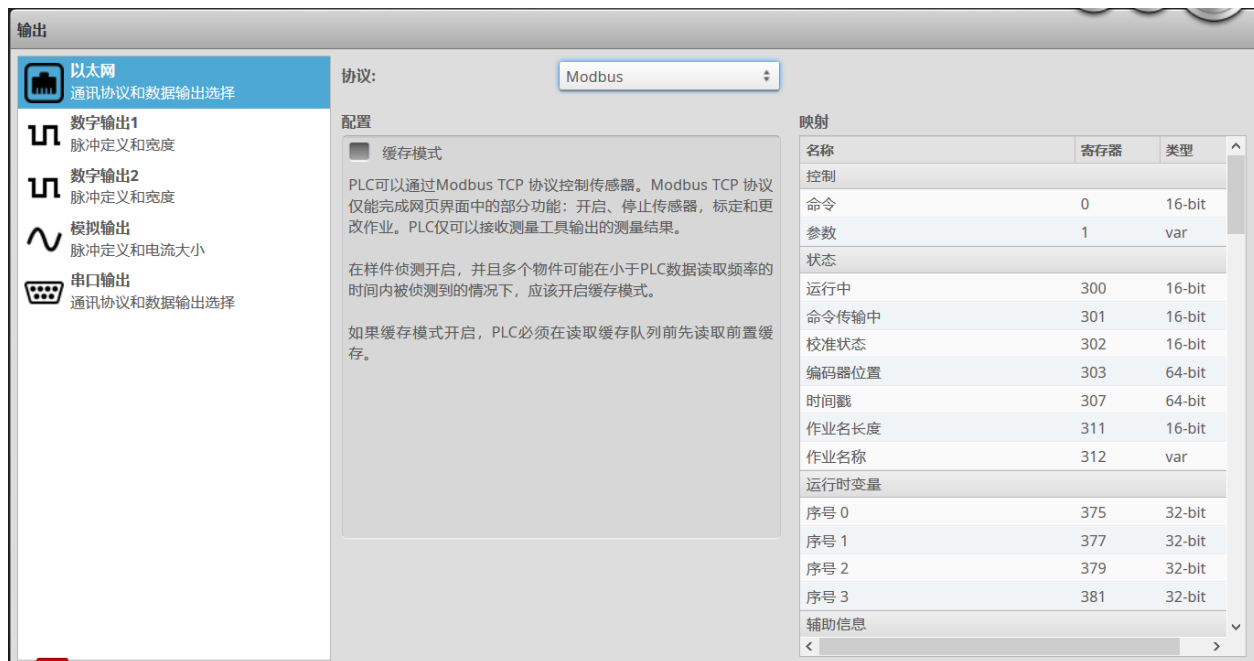 输出
以太网
通讯协议和数据输出选择
数字输出1
脉冲定义和宽度
数字输出2
脉冲定义和宽度
模拟输出
脉冲定义和电流大小
串口输出
通讯协议和数据输出选择
协议: Modbus
配置
缓存模式
PLC可以通过Modbus TCP 协议控制传感器。Modbus TCP 协议
仅能完成网页界面中的部分功能：开启、停止传感器，标定和更
改作业。PLC仅可以接收测量工具输出的测量结果。
在样件侦测开启，并且多个物件可能在小于PLC数据读取频率的
时间内被侦测到的情况下，应该开启缓存模式。
如果缓存模式开启，PLC必须在读取缓存队列前先读取前置缓
存。
映射
名称 寄存器 类型
控制
命令 0 16-bit
参数 1 var
状态
运行中 300 16-bit
命令传输中 301 16-bit
校准状态 302 16-bit
编码器位置 303 64-bit
时间戳 307 64-bit
作业名长度 311 16-bit
作业名称 312 var
运行时变量
序号 0 375 32-bit
序号 1 377 32-bit
序号 2 379 32-bit
序号 3 381 32-bit
辅助信息